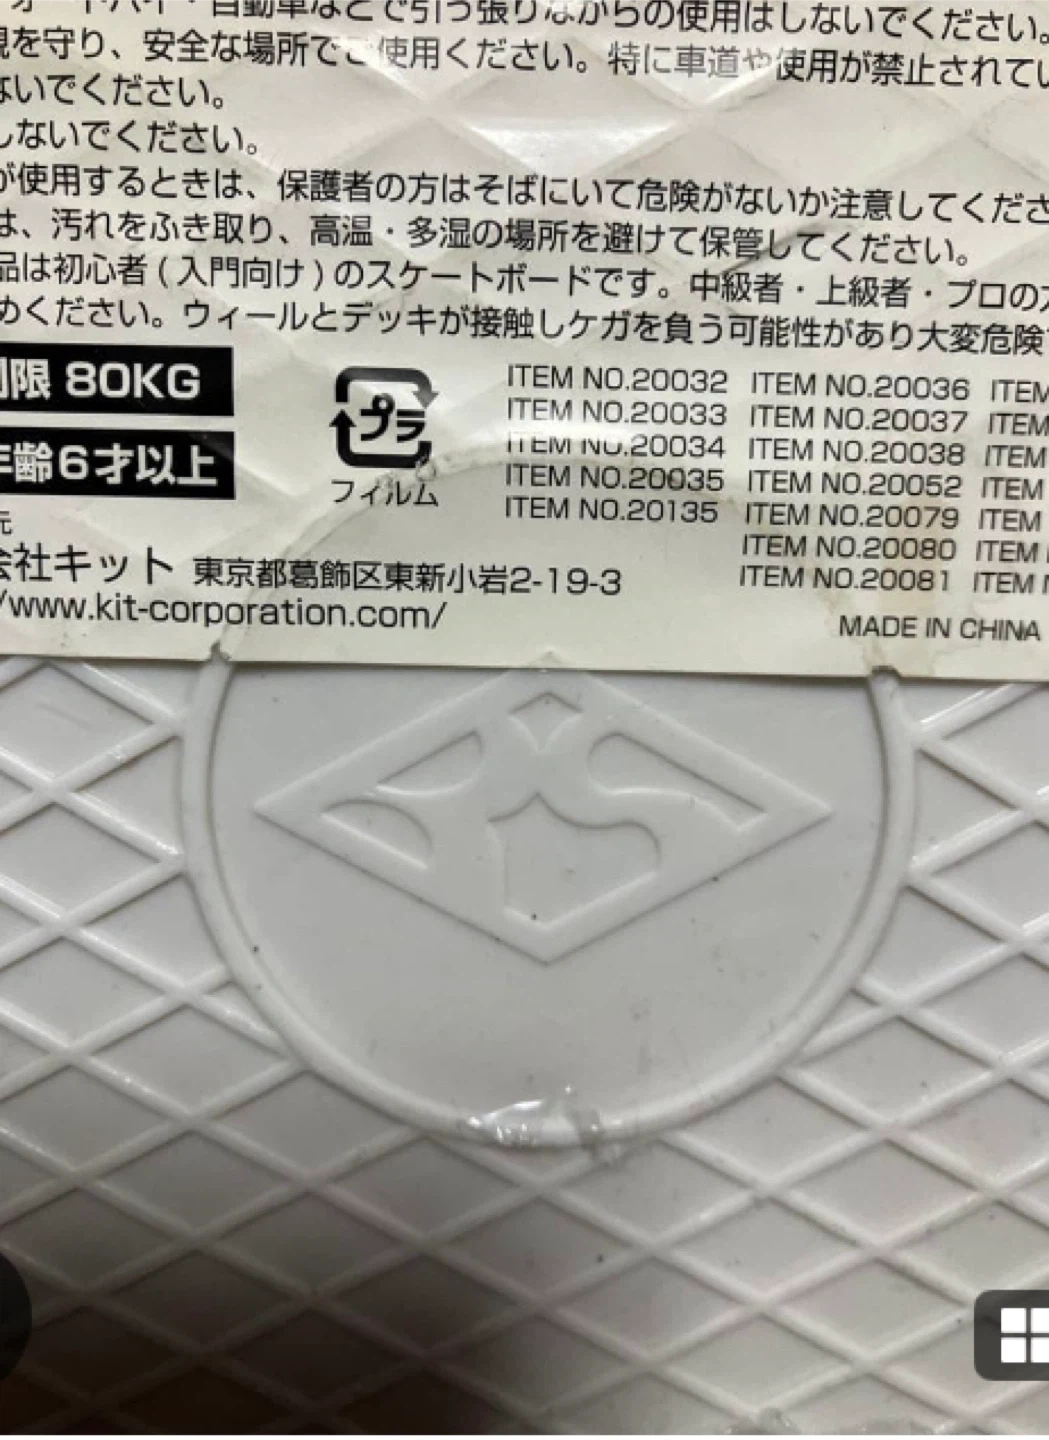 オートバイ・自動車などで引っ張りながらの使用はしないでください。
規を守り、安全な場所でご使用ください。特に車道や使用が禁止されてい
ないでください。
しないでください。
が使用するときは、保護者の方はそばにいて危険がないか注意してくださ
は、汚れをふき取り、高温・多湿の場所を避けて保管してください。
品は初心者(入門向け)のスケートボードです。中級者・上級者・プロの方
めください。ウィールとデッキが接触しケガを負う可能性があり大変危険
制限 80KG
年齢6才以上
プラ
フィルム
ITEM NO.20032 ITEM NO.20036 ITEM
ITEM NO.20033 ITEM NO.20037 ITEM
ITEM NO.20034 ITEM NO.20038 ITEM
ITEM NO.20035 ITEM NO.20052 ITEM
ITEM NO.20135 ITEM NO.20079 ITEM
ITEM NO.20080 ITEM
ITEM NO.20081 ITEM N
元
会社キット 東京都葛飾区東新小岩2-19-3
/www.kit-corporation.com/
MADE IN CHINA